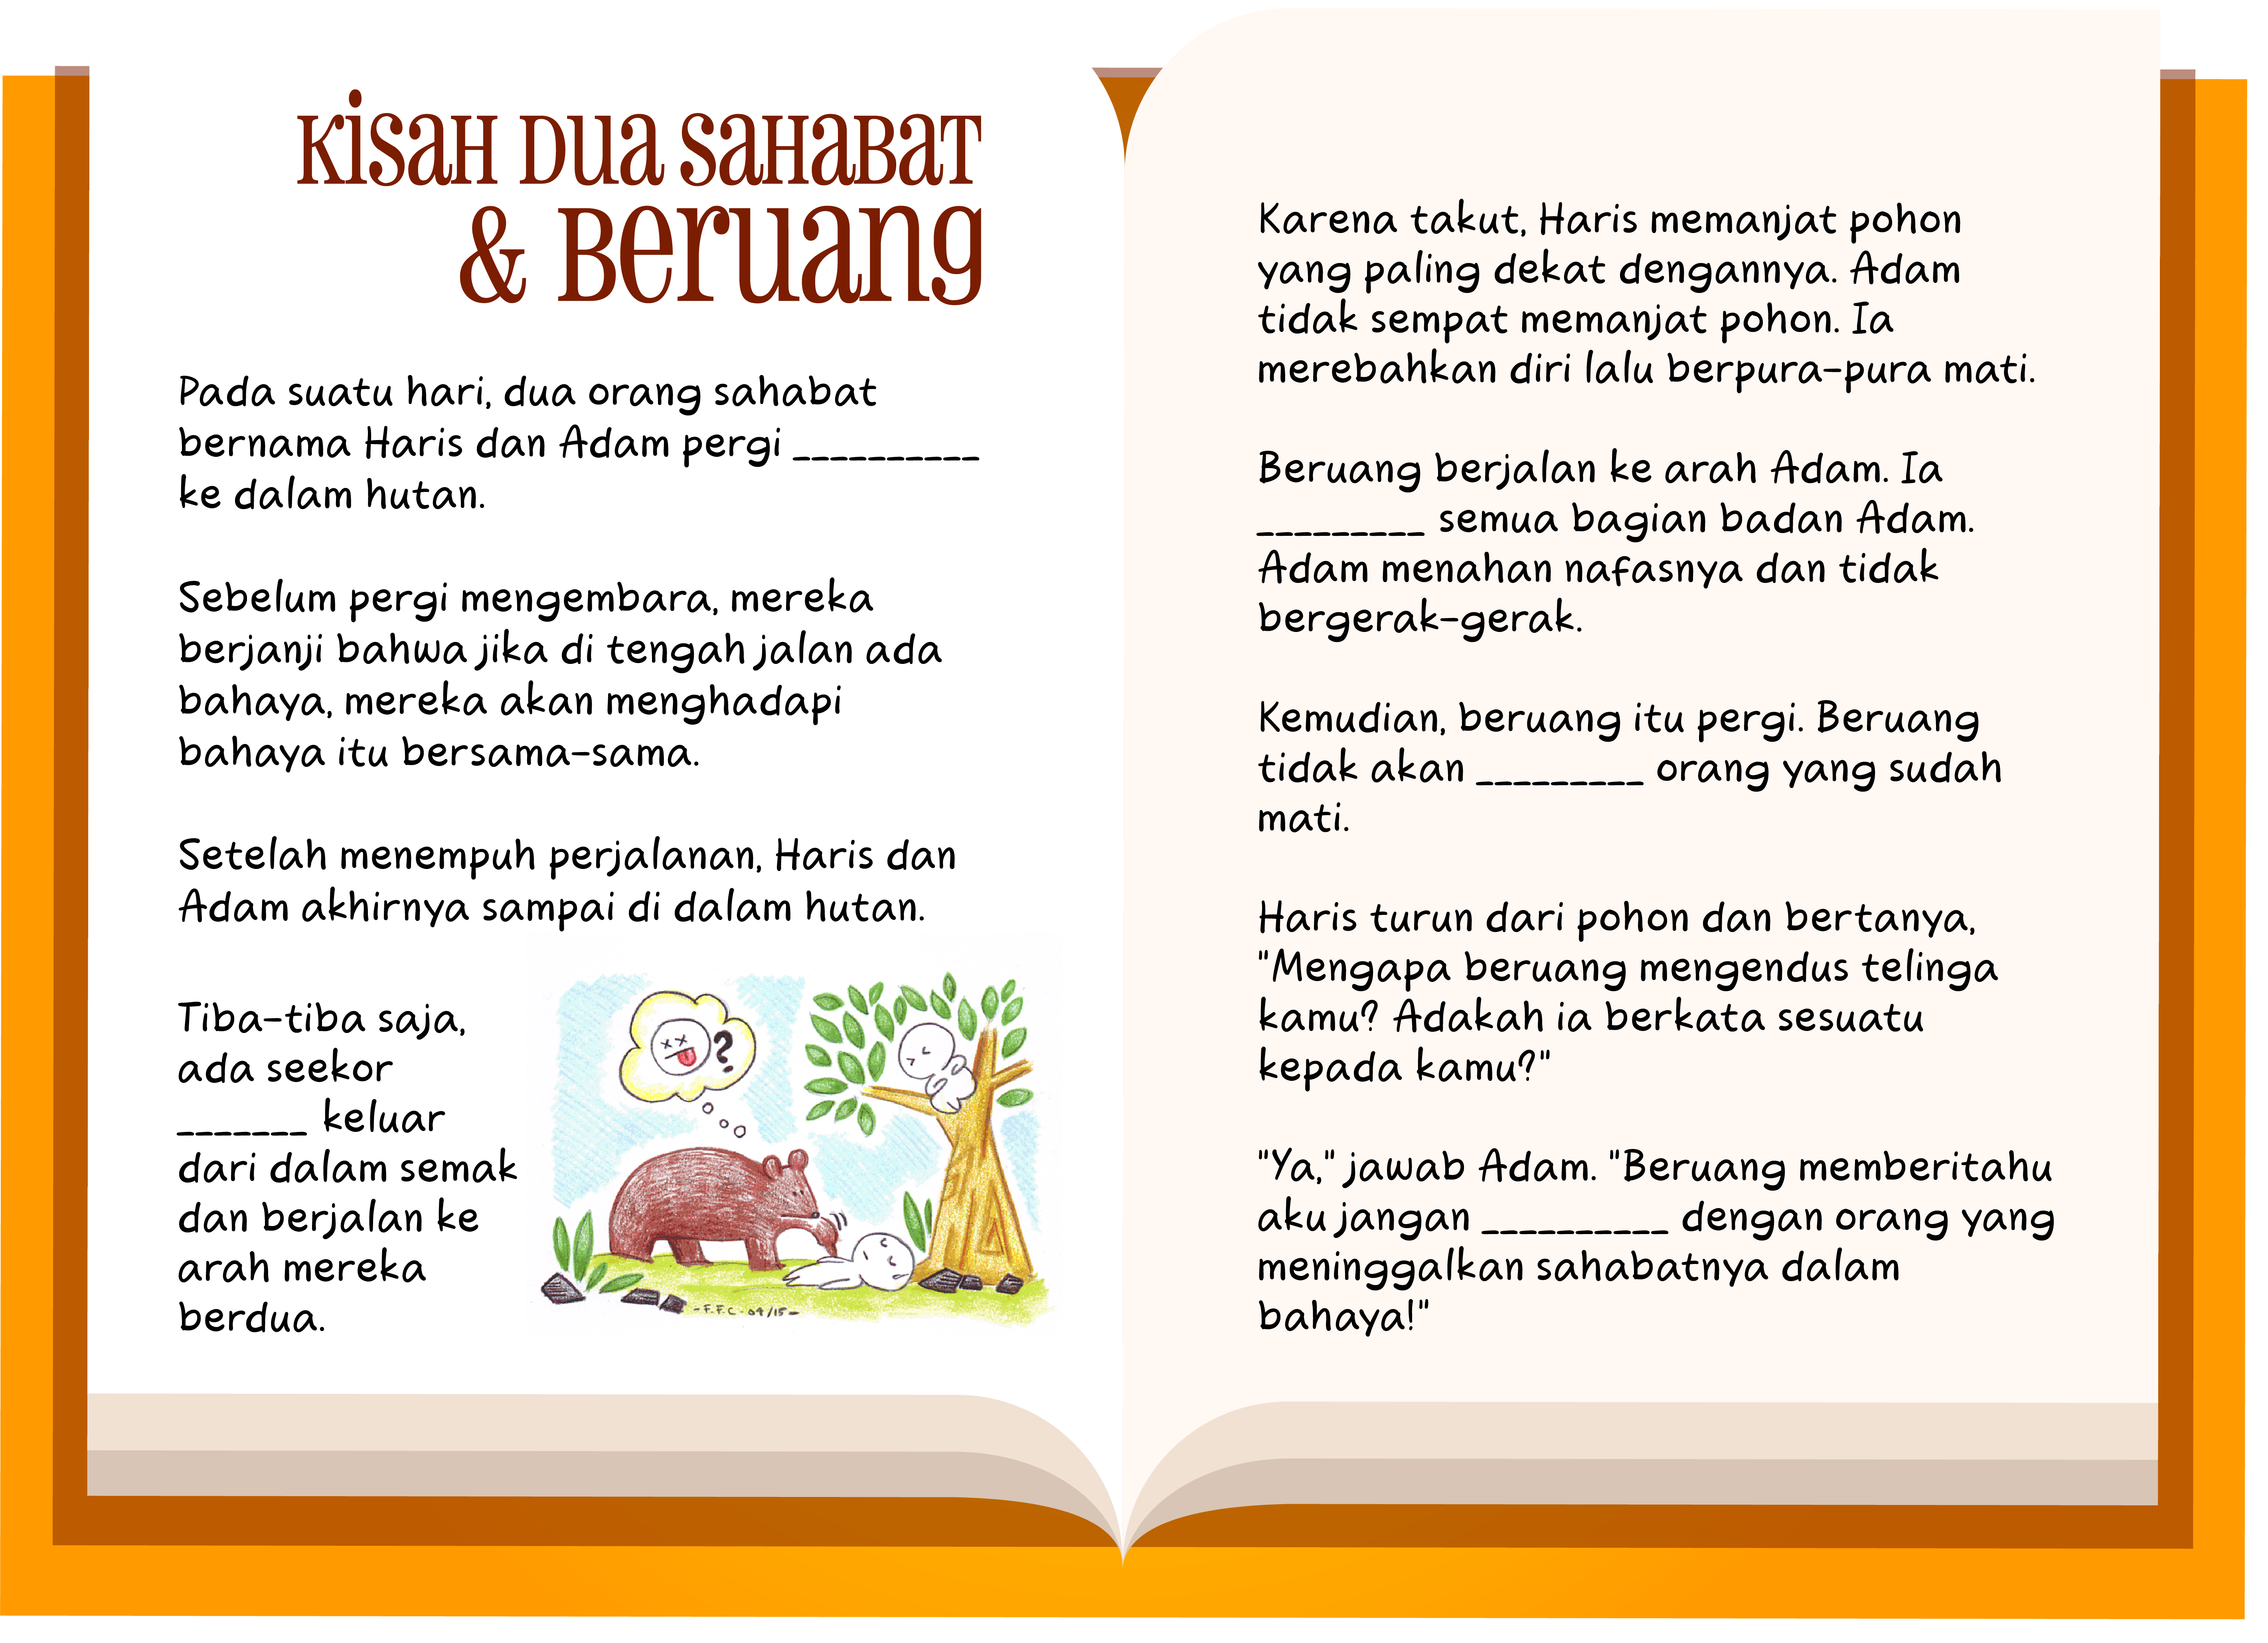 Kisah Dua Sahabat
& Beruang
Pada suatu hari, dua orang sahabat
bernama Haris dan Adam pergi __________
ke dalam hutan.
Sebelum pergi mengembara, mereka
berjanji bahwa jika di tengah jalan ada
bahaya, mereka akan menghadapi
bahaya itu bersama-sama.
Setelah menempuh perjalanan, Haris dan
Adam akhirnya sampai di dalam hutan.
Tiba-tiba saja,
ada seekor
_______ keluar
dari dalam semak
dan berjalan ke
arah mereka
berdua.
?
-F.F.C-04/15-
Karena takut, Haris memanjat pohon
yang paling dekat dengannya. Adam
tidak sempat memanjat pohon. Ia
merebahkan diri lalu berpura-pura mati.
Beruang berjalan ke arah Adam. Ia
_________ semua bagian badan Adam.
Adam menahan nafasnya dan tidak
bergerak-gerak.
Kemudian, beruang itu pergi. Beruang
tidak akan _________ orang yang sudah
mati.
Haris turun dari pohon dan bertanya,
"Mengapa beruang mengendus telinga
kamu? Adakah ia berkata sesuatu
kepada kamu?"
"Ya," jawab Adam. "Beruang memberitahu
aku jangan __________ dengan orang yang
meninggalkan sahabatnya dalam
bahaya!"